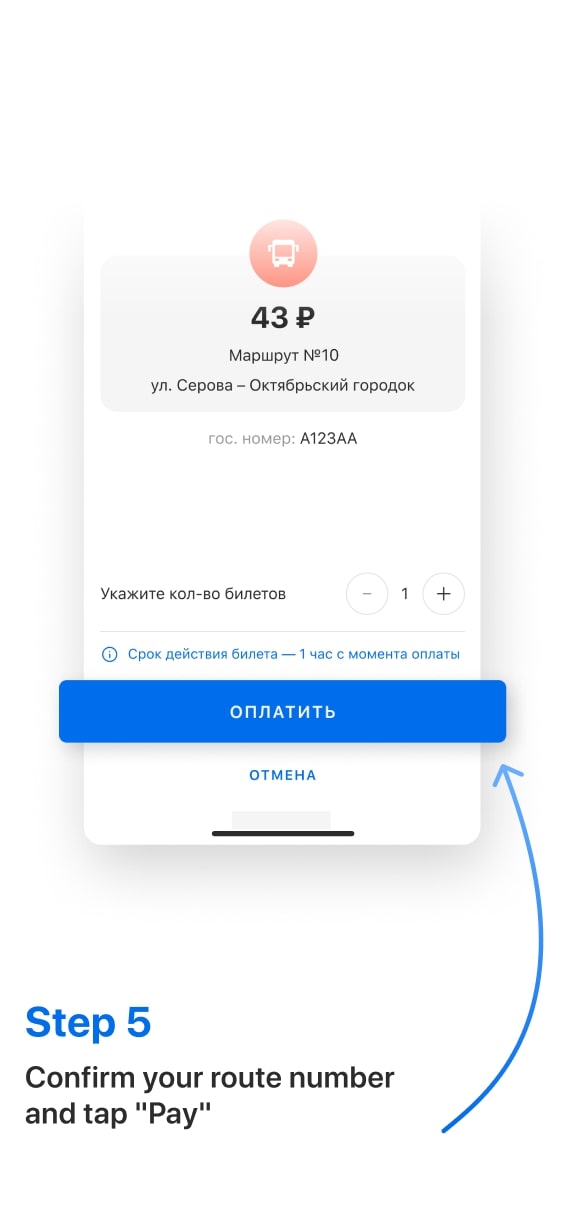 43 ₽
Маршрут №10
ул. Серова – Октябрьский городок
гос. номер: А123АА
Укажите кол-во билетов
− 1 +
Срок действия билета — 1 час с момента оплаты
ОПЛАТИТЬ
ОТМЕНА
Step 5
Confirm your route number
and tap "Pay"